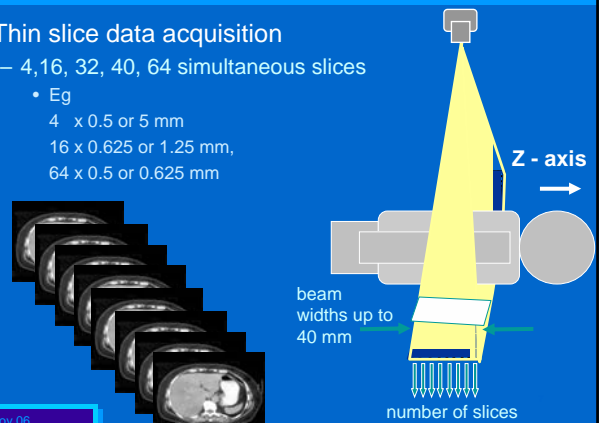 Thin slice data acquisition
– 4,16, 32, 40, 64 simultaneous slices
• Eg
4 x 0.5 or 5 mm
16 x 0.625 or 1.25 mm,
64 x 0.5 or 0.625 mm
Z - axis
beam
widths up to
40 mm
number of slices
ov 06